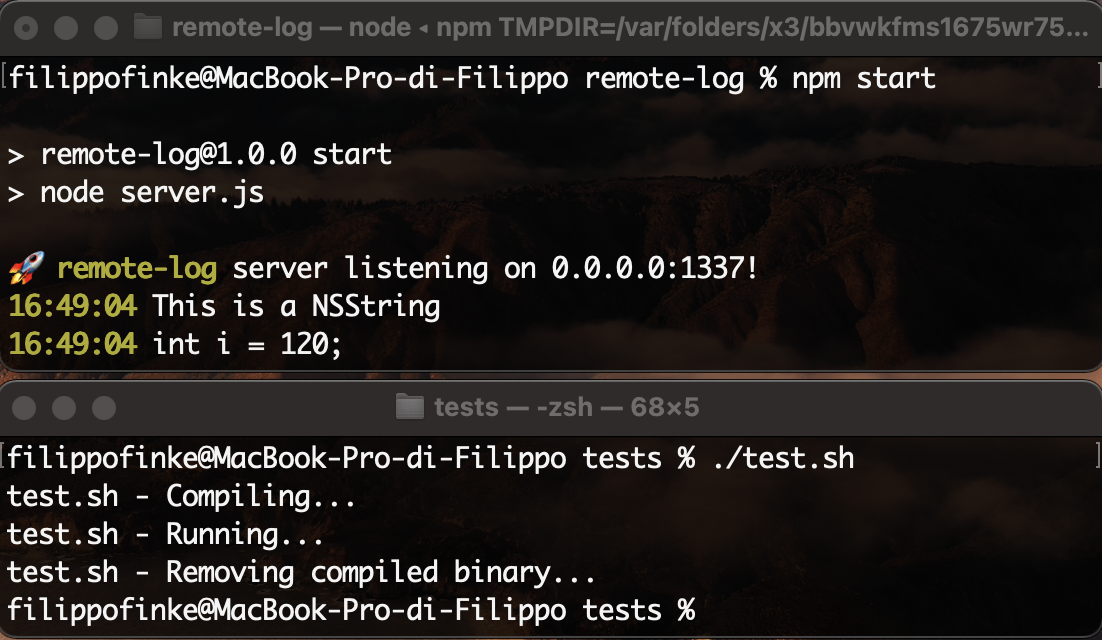 remote-log — node ◂ npm TMPDIR=/var/folders/x3/bbvwkfms1675wr75...
filippofinke@MacBook-Pro-di-Filippo remote-log % npm start
> remote-log@1.0.0 start
> node server.js
🚀 remote-log server listening on 0.0.0.0:1337!
16:49:04 This is a NSString
16:49:04 int i = 120;
tests — -zsh — 68×5
filippofinke@MacBook-Pro-di-Filippo tests % ./test.sh
test.sh - Compiling...
test.sh - Running...
test.sh - Removing compiled binary...
filippofinke@MacBook-Pro-di-Filippo tests %